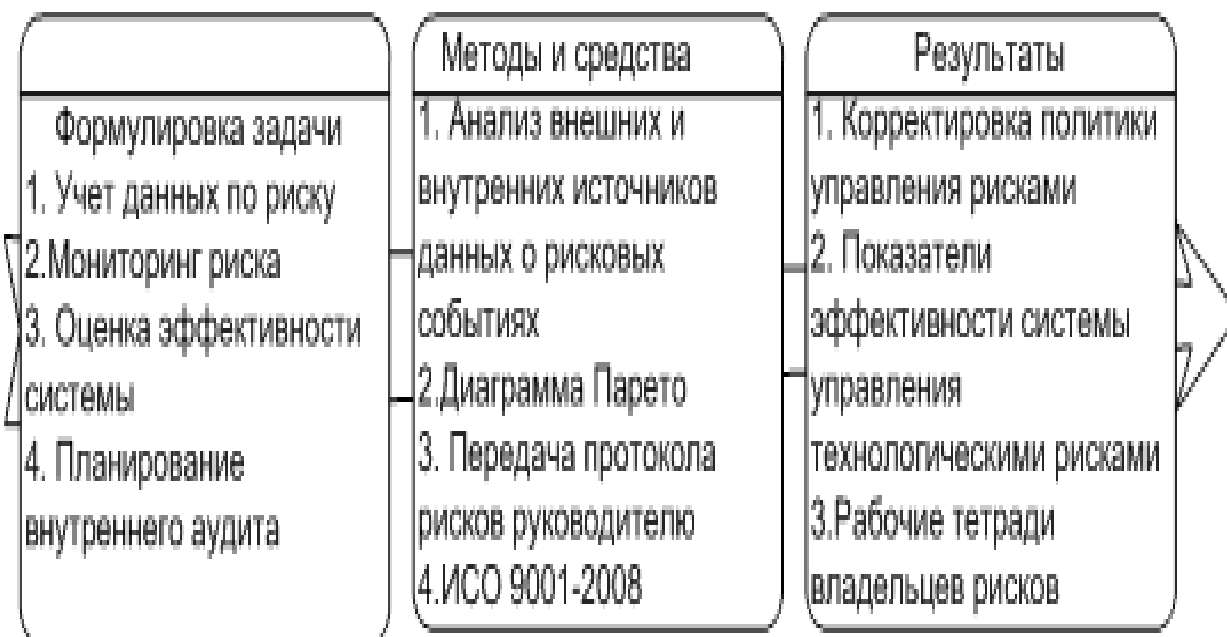 Формулировка задачи
1. Учет данных по риску
2.Мониторинг риска
3. Оценка эффективности
системы
4. Планирование
внутреннего аудита
Методы и средства
1. Анализ внешних и
внутренних источников
данных о рисковых
событиях
2.Диаграмма Парето
3. Передача протокола
рисков руководителю
4.ИСО 9001-2008
Результаты
1. Корректировка политики
управления рисками
2. Показатели
эффективности системы
управления
технологическими рисками
3.Рабочие тетради
владельцев рисков